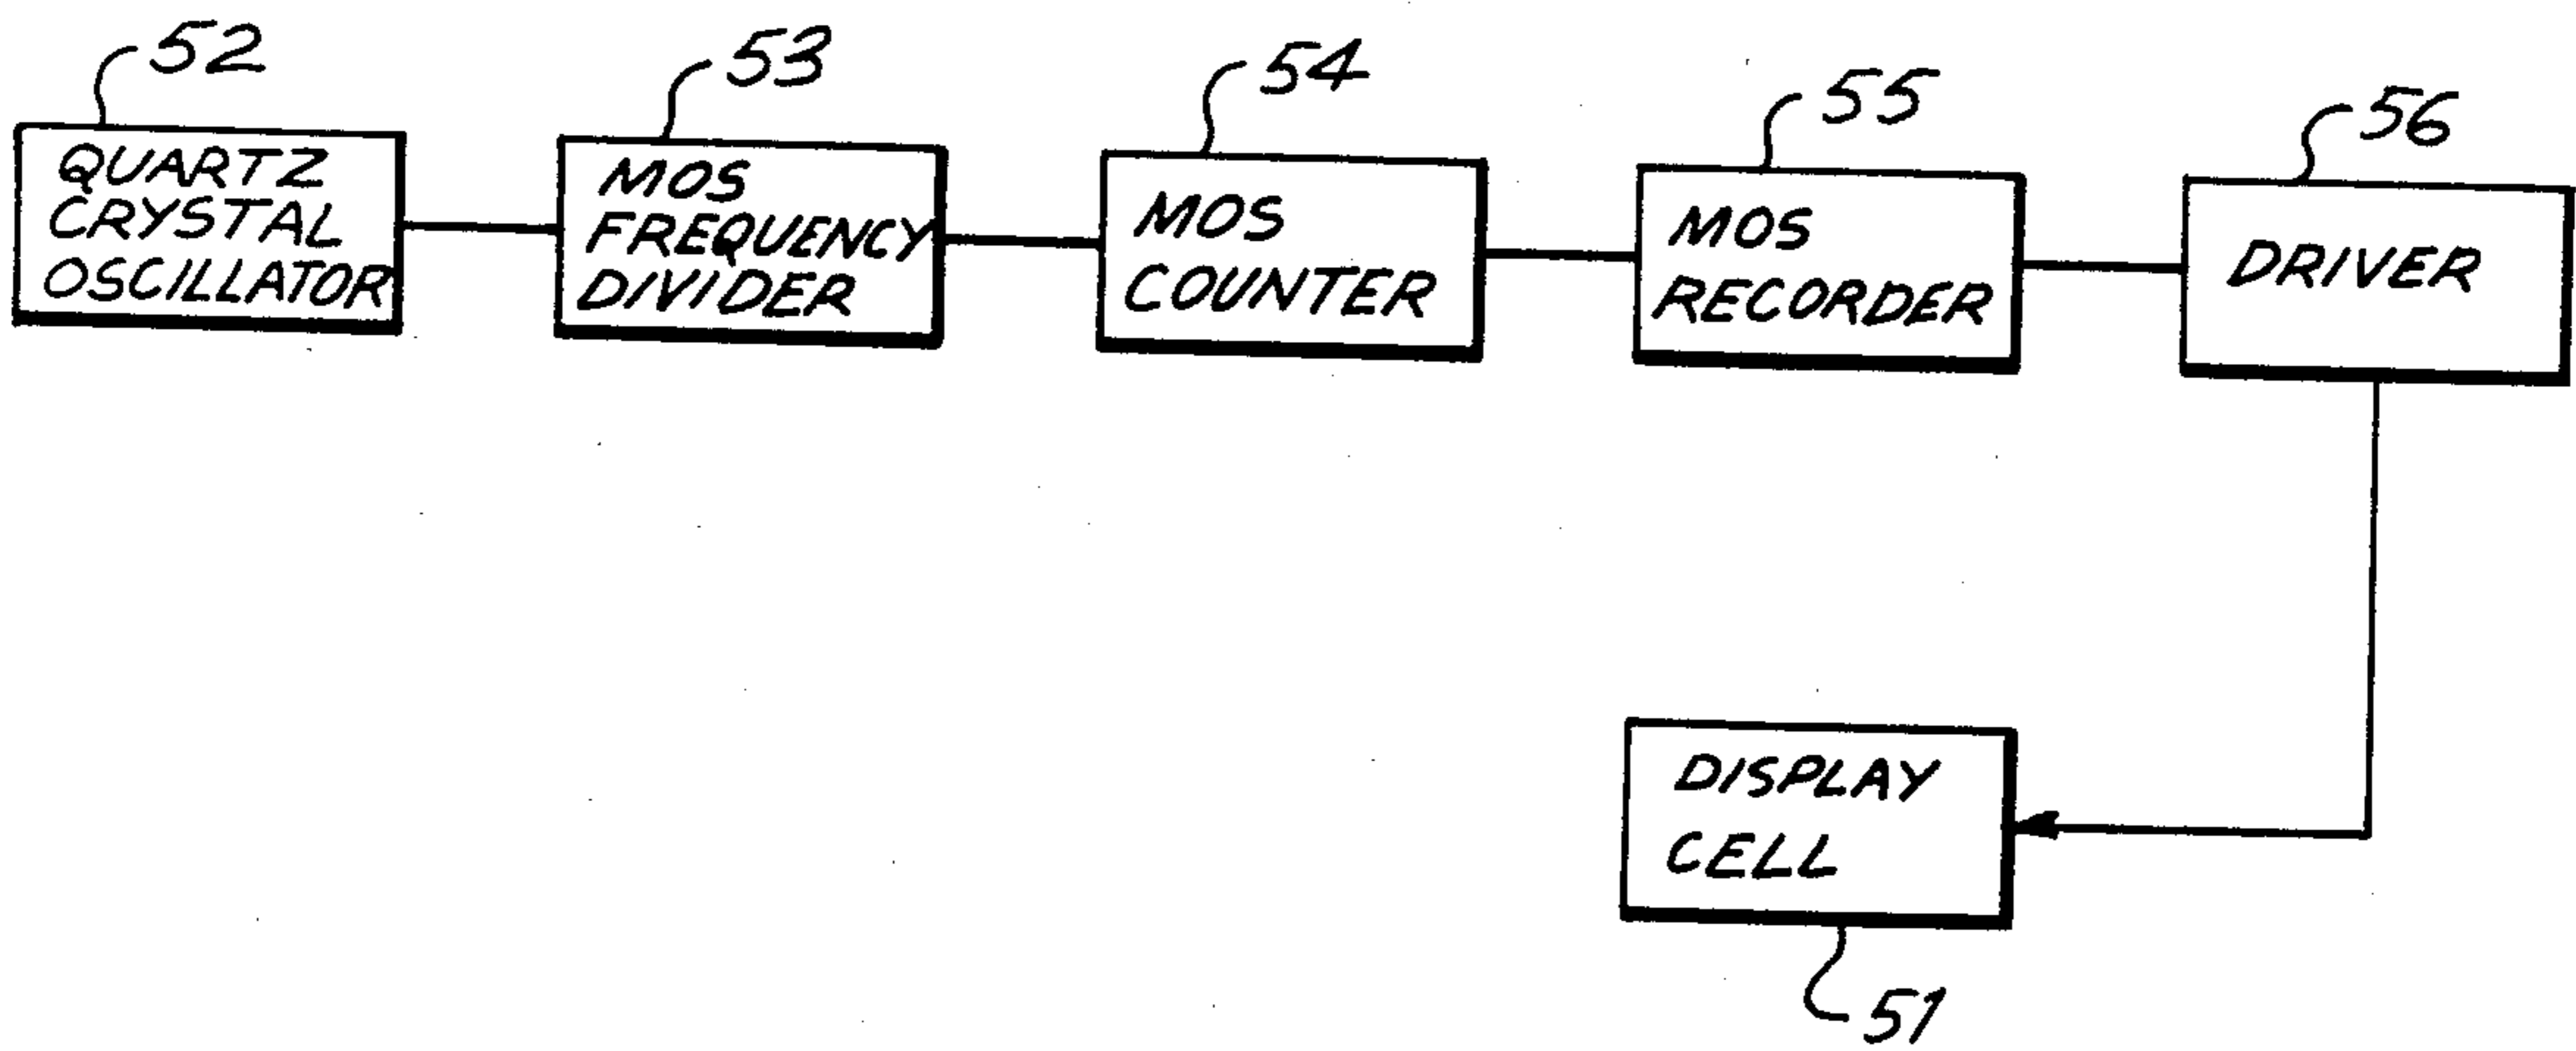 52
53
54
55
56
QUARTZ
CRYSTAL
OSCILLATOR
MOS
FREQUENCY
DIVIDER
MOS
COUNTER
MOS
RECORDER
DRIVER
DISPLAY
CELL
51